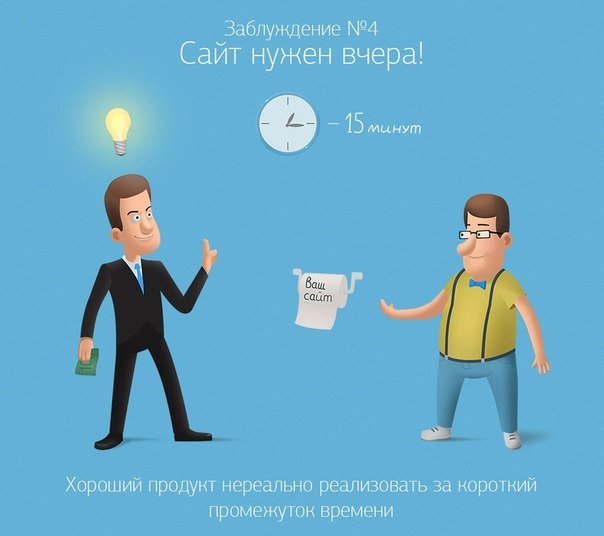 Заблуждение №4
Сайт нужен вчера!
– 15 минут
Ваш
сайт
Хороший продукт нереально реализовать за короткий
промежуток времени